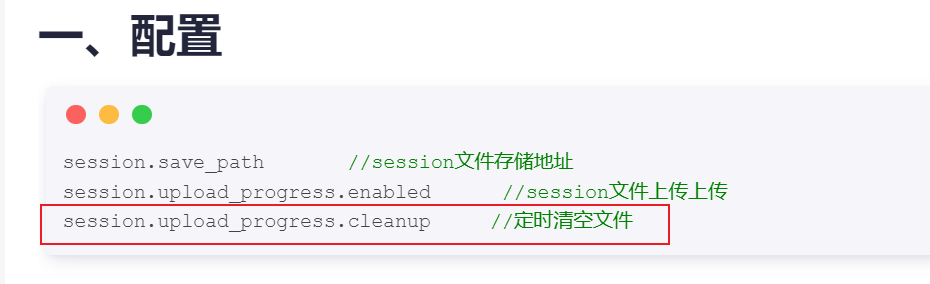 一、配置
session.save_path //session文件存储地址
session.upload_progress.enabled //session文件上传上传
session.upload_progress.cleanup //定时清空文件